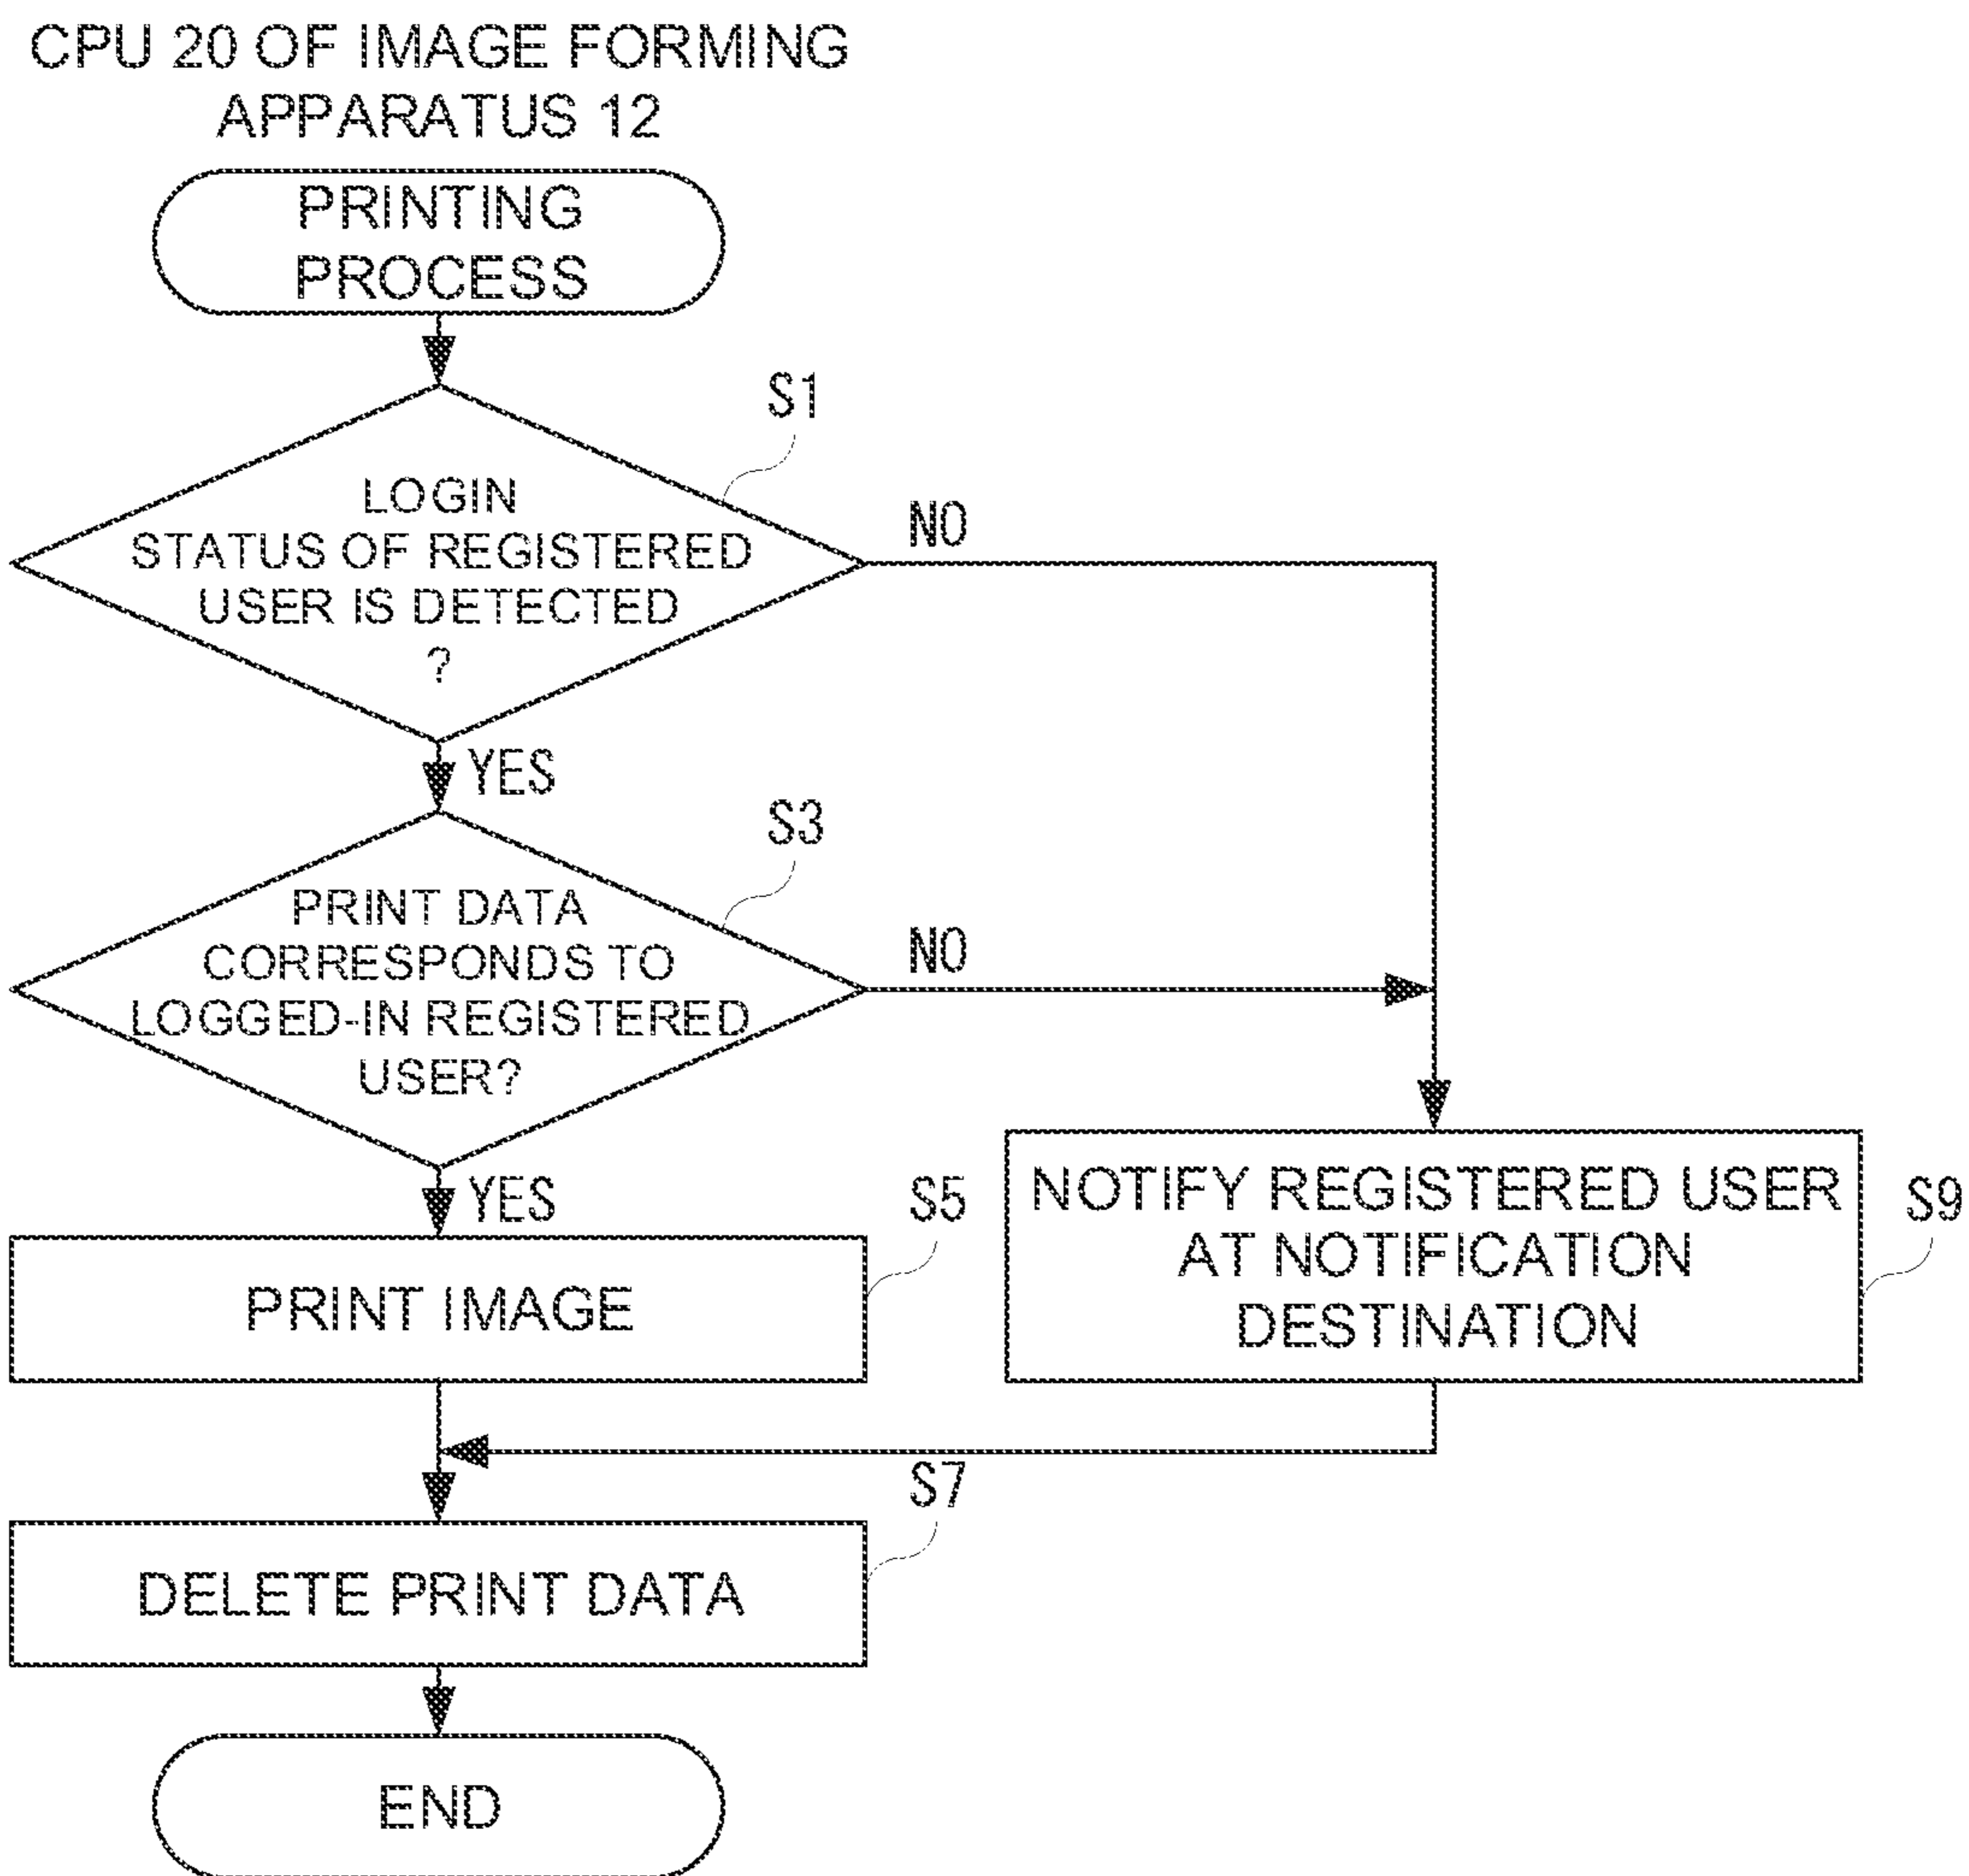 CPU 20 OF IMAGE FORMING
APPARATUS 12
PRINTING
PROCESS
S1
LOGIN
STATUS OF REGISTERED
USER IS DETECTED
?
NO
YES
S3
PRINT DATA
CORRESPONDS TO
LOGGED-IN REGISTERED
USER?
NO
YES
S5
PRINT IMAGE
NOTIFY REGISTERED USER
AT NOTIFICATION
DESTINATION
S9
S7
DELETE PRINT DATA
END